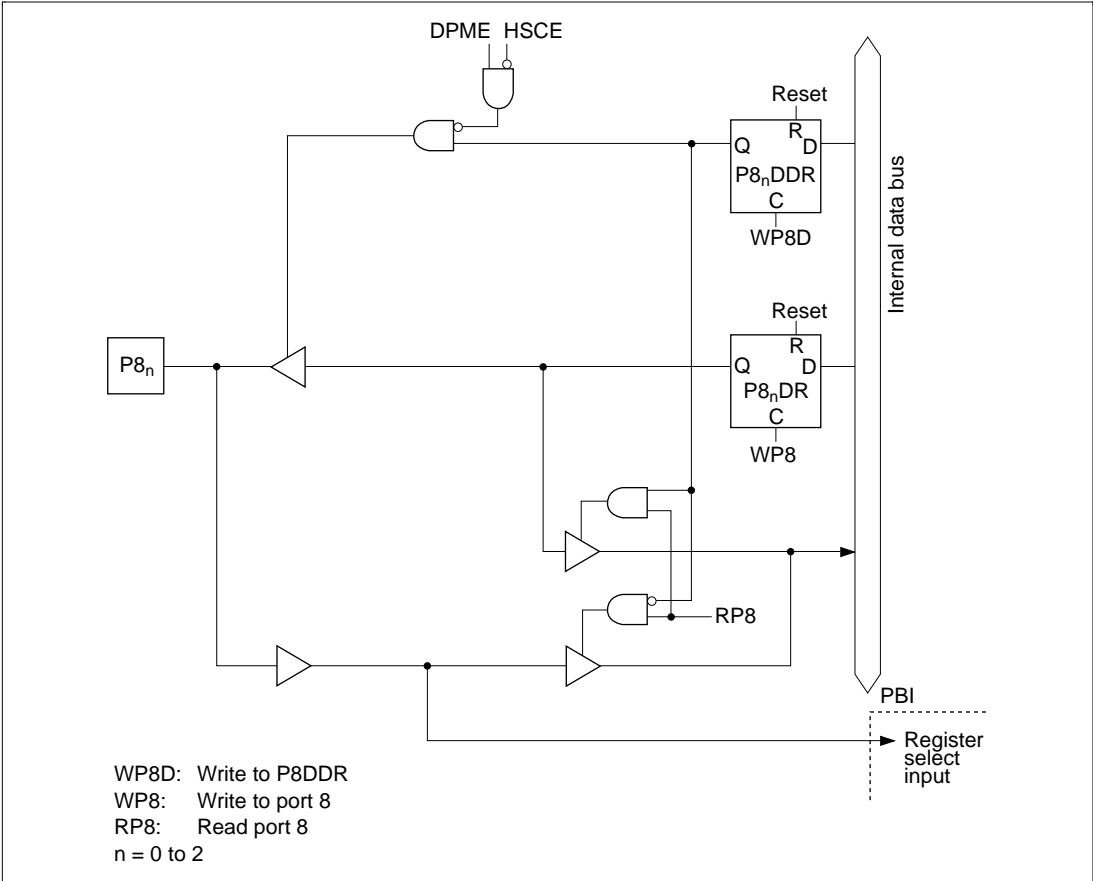 DPME HSCE
Reset
R
Q D
P8nDDR
C
WP8D
Internal data bus
Reset
R
P8n
Q D
P8nDR
C
WP8
RP8
PBI
Register
select
input
WP8D: Write to P8DDR
WP8: Write to port 8
RP8: Read port 8
n = 0 to 2